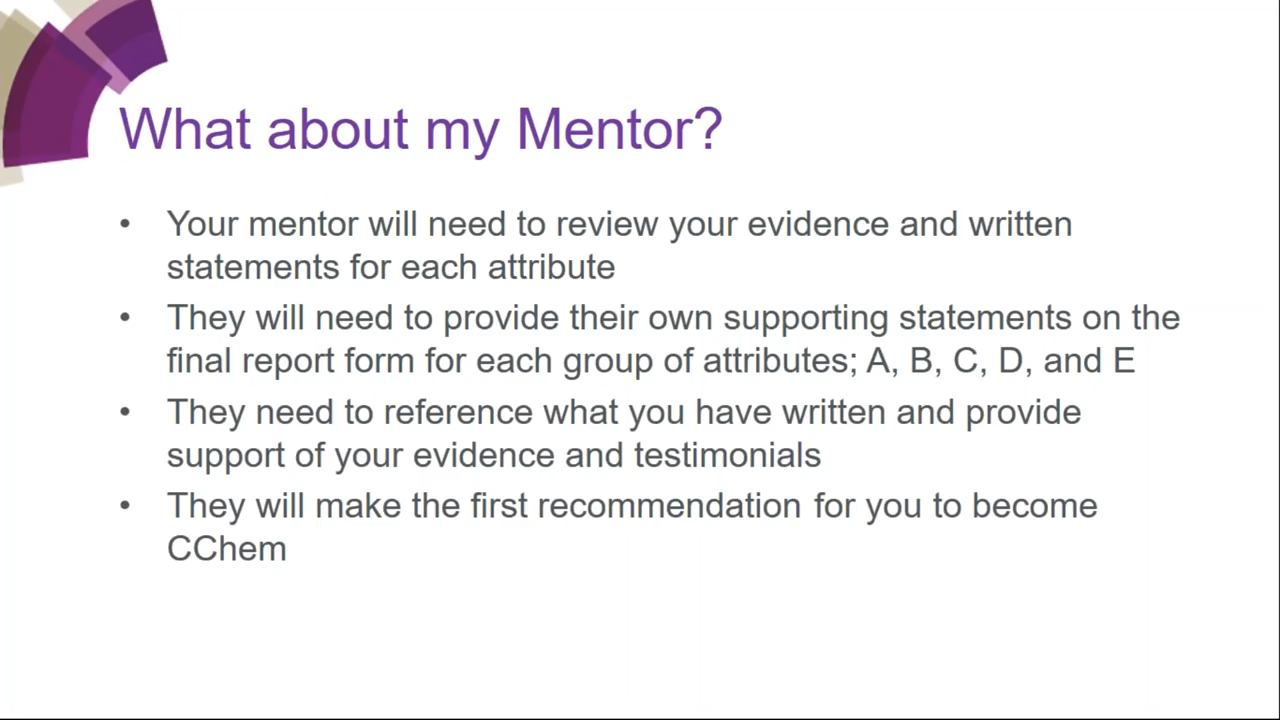 What about my Mentor?
• Your mentor will need to review your evidence and written
statements for each attribute
• They will need to provide their own supporting statements on the
final report form for each group of attributes; A, B, C, D, and E
• They need to reference what you have written and provide
support of your evidence and testimonials
• They will make the first recommendation for you to become
CChem